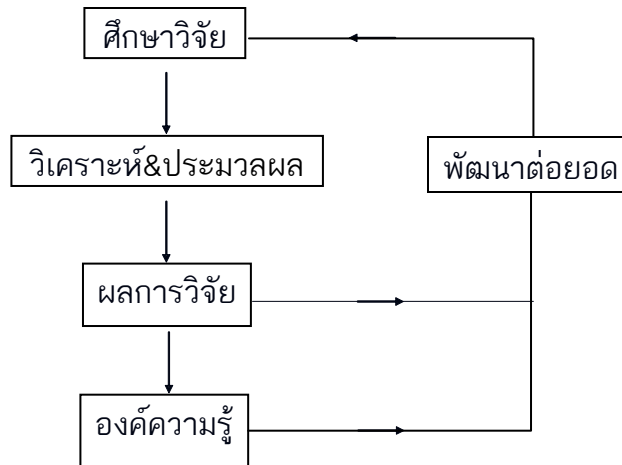 ศึกษาวิจัย
วิเคราะห์&ประมวลผล
พัฒนาต่อยอด
ผลการวิจัย
องค์ความรู้